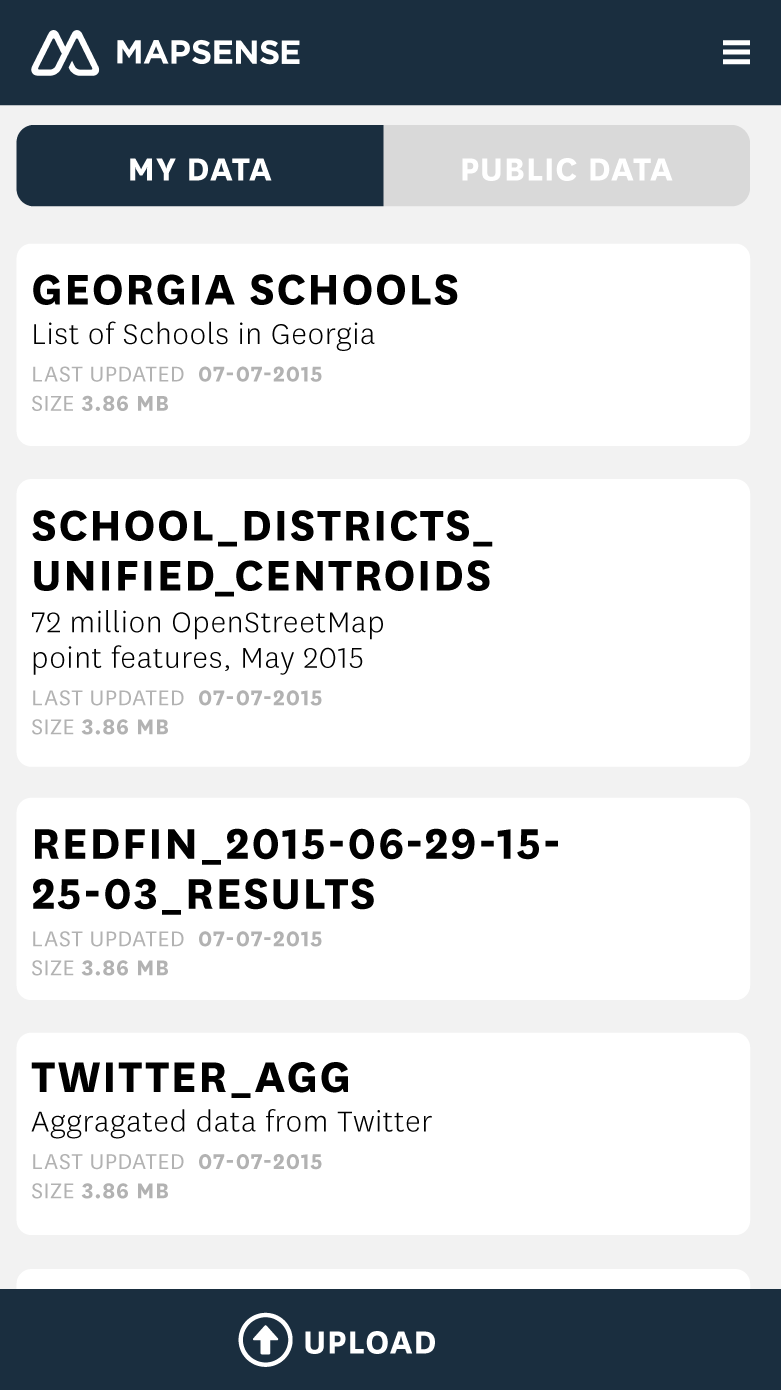 MAPSENSE
MY DATA
PUBLIC DATA
GEORGIA SCHOOLS
List of Schools in Georgia
LAST UPDATED 07-07-2015
SIZE 3.86 MB
SCHOOL_DISTRICTS_
UNIFIED_CENTROIDS
72 million OpenStreetMap
point features, May 2015
LAST UPDATED 07-07-2015
SIZE 3.86 MB
REDFIN_2015-06-29-15-
25-03_RESULTS
LAST UPDATED 07-07-2015
SIZE 3.86 MB
TWITTER_AGG
Aggragated data from Twitter
LAST UPDATED 07-07-2015
SIZE 3.86 MB
UPLOAD